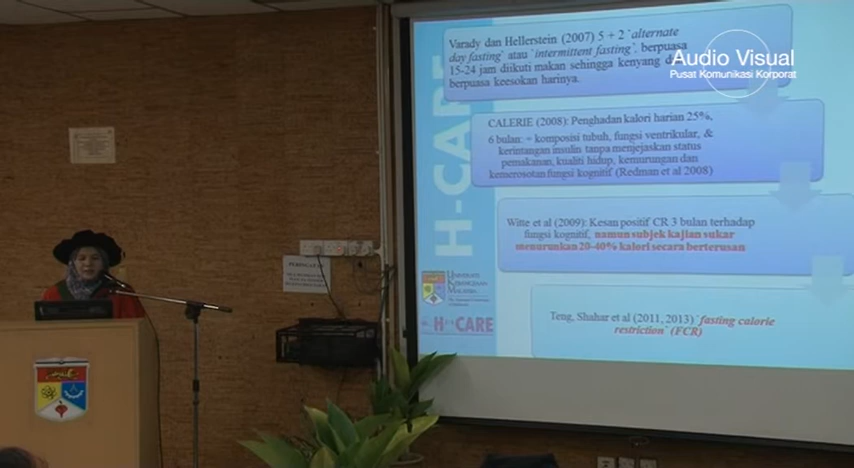 Varady dan Hellerstein (2007) 5 + 2 `alternate
day fasting` atau `intermittent fasting`, berpuasa
15-24 jam diikuti makan sehingga kenyang dan
berpuasa keesokan harinya.
Audio Visual
Pusat Komunikasi Korporat
CALERIE (2008): Penghadan kalori harian 25%,
6 bulan: ÷ komposisi tubuh, fungsi ventrikular, &
kerintangan insulin tanpa menjejaskan status
pemakanan, kualiti hidup, kemurungan dan
kemerosotan fungsi kognitif (Redman et al 2008)
Witte et al (2009): Kesan positif CR 3 bulan terhadap
fungsi kognitif, namun subjek kajian sukar
menurunkan 20-40% kalori secara berterusan
Teng, Shahar et al (2011, 2013) `fasting calorie
restriction` (FCR)
H-CARE
UNIVERSITI
KEBANGSAAN
MALAYSIA
H CARE
PERINGATAN